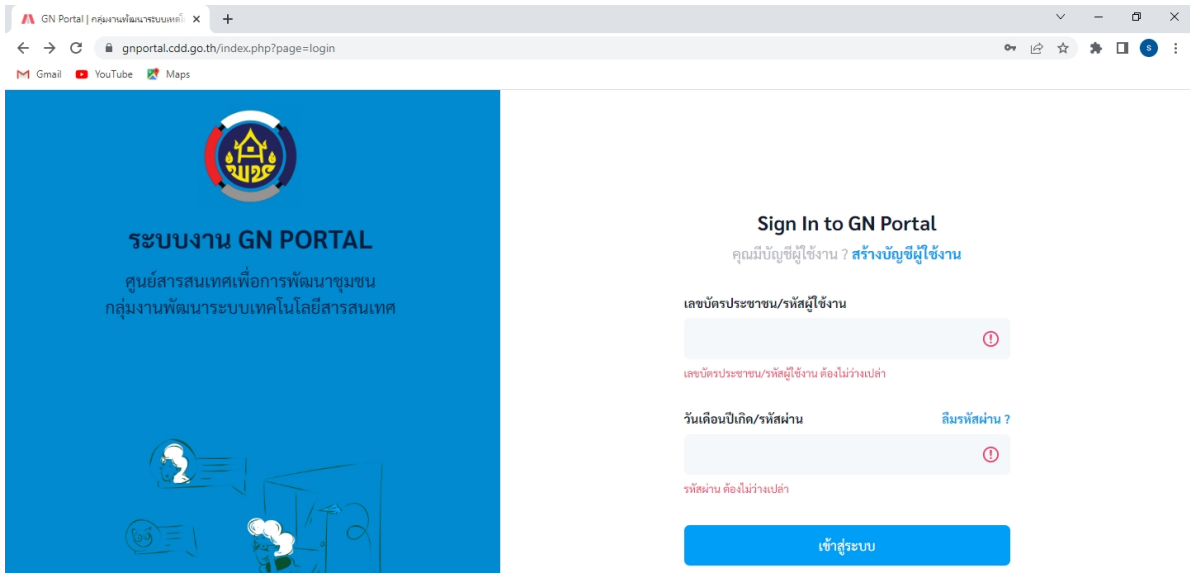 GN Portal | กลุ่มงานพัฒนาระบบเทคโ
gnportal.cdd.go.th/index.php?page=login
s
Gmail
YouTube
Maps
พช
ระบบงาน GN PORTAL
ศูนย์สารสนเทศเพื่อการพัฒนาชุมชน
กลุ่มงานพัฒนาระบบเทคโนโลยีสารสนเทศ
Sign In to GN Portal
คุณมีบัญชีผู้ใช้งาน ? สร้างบัญชีผู้ใช้งาน
เลขบัตรประชาชน/รหัสผู้ใช้งาน
เลขบัตรประชาชน/รหัสผู้ใช้งาน ต้องไม่ว่างเปล่า
วันเดือนปีเกิด/รหัสผ่าน
ลืมรหัสผ่าน ?
รหัสผ่าน ต้องไม่ว่างเปล่า
เข้าสู่ระบบ